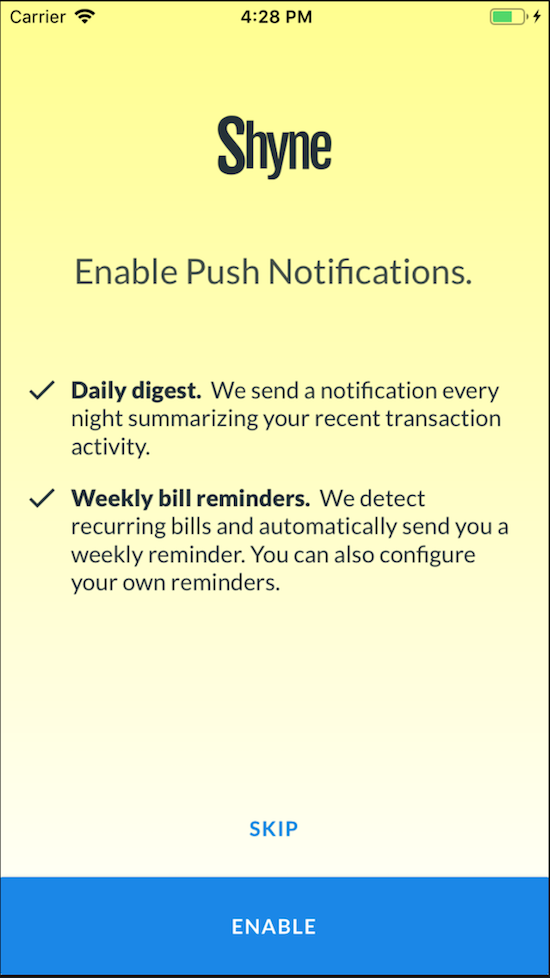 Carrier 4:28 PM
Shyne
Enable Push Notifications.
Daily digest. We send a notification every
night summarizing your recent transaction
activity.
Weekly bill reminders. We detect
recurring bills and automatically send you a
weekly reminder. You can also configure
your own reminders.
SKIP
ENABLE